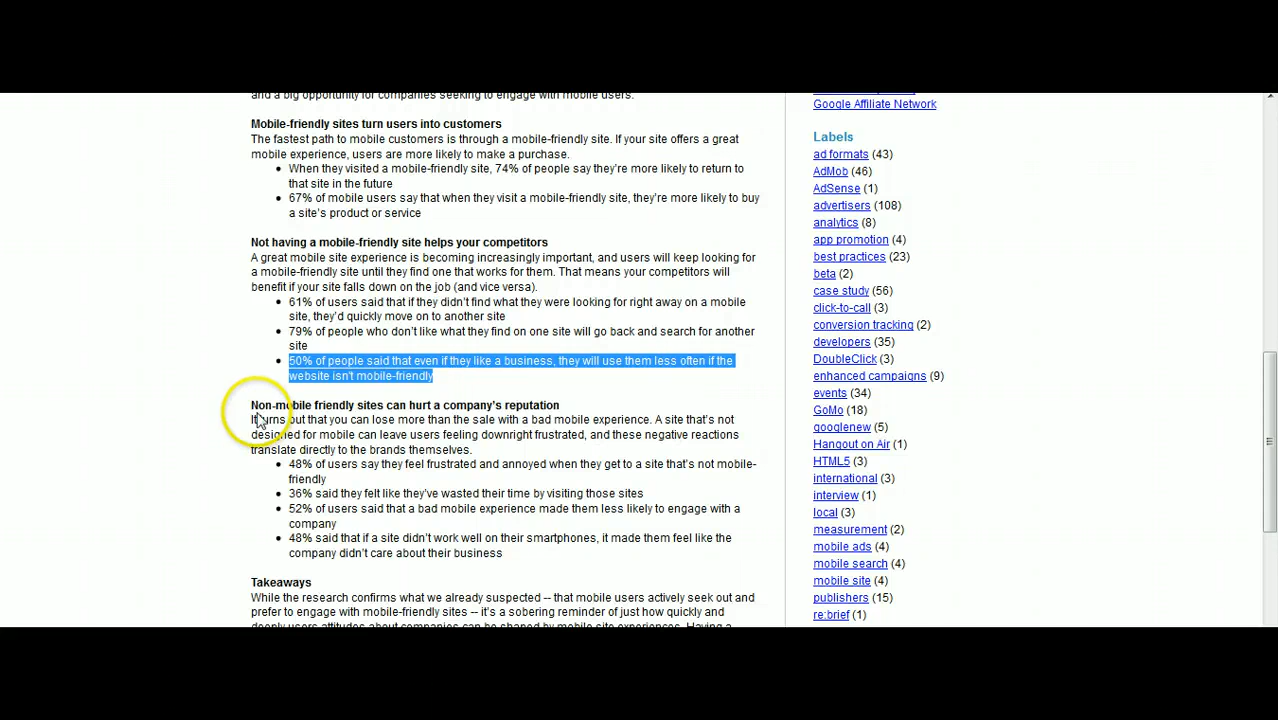 and a big opportunity for companies seeking to engage with mobile users.
Mobile-friendly sites turn users into customers
The fastest path to mobile customers is through a mobile-friendly site. If your site offers a great
mobile experience, users are more likely to make a purchase.
• When they visited a mobile-friendly site, 74% of people say they're more likely to return to
that site in the future
• 67% of mobile users say that when they visit a mobile-friendly site, they're more likely to buy
a site's product or service
Not having a mobile-friendly site helps your competitors
A great mobile site experience is becoming increasingly important, and users will keep looking for
a mobile-friendly site until they find one that works for them. That means your competitors will
benefit if your site falls down on the job (and vice versa).
• 61% of users said that if they didn't find what they were looking for right away on a mobile
site, they'd quickly move on to another site
• 79% of people who don't like what they find on one site will go back and search for another
site
• 50% of people said that even if they like a business, they will use them less often if the
website isn't mobile-friendly
Non-mobile friendly sites can hurt a company's reputation
It turns out that you can lose more than the sale with a bad mobile experience. A site that's not
designed for mobile can leave users feeling downright frustrated, and these negative reactions
translate directly to the brands themselves.
• 48% of users say they feel frustrated and annoyed when they get to a site that's not mobile-
friendly
• 36% said they felt like they've wasted their time by visiting those sites
• 52% of users said that a bad mobile experience made them less likely to engage with a
company
• 48% said that if a site didn't work well on their smartphones, it made them feel like the
company didn't care about their business
Takeaways
While the research confirms what we already suspected -- that mobile users actively seek out and
prefer to engage with mobile-friendly sites -- it's a sobering reminder of just how quickly and
deeply users attitudes about companies can be shaped by mobile site experiences. Having a
Google Affiliate Network
Labels
ad formats (43)
AdMob (46)
AdSense (1)
advertisers (108)
analytics (8)
app promotion (4)
best practices (23)
beta (2)
case study (56)
click-to-call (3)
conversion tracking (2)
developers (35)
DoubleClick (3)
enhanced campaigns (9)
events (34)
GoMo (18)
googlenew (5)
Hangout on Air (1)
HTML5 (3)
international (3)
interview (1)
local (3)
measurement (2)
mobile ads (4)
mobile search (4)
mobile site (4)
publishers (15)
re:brief (1)